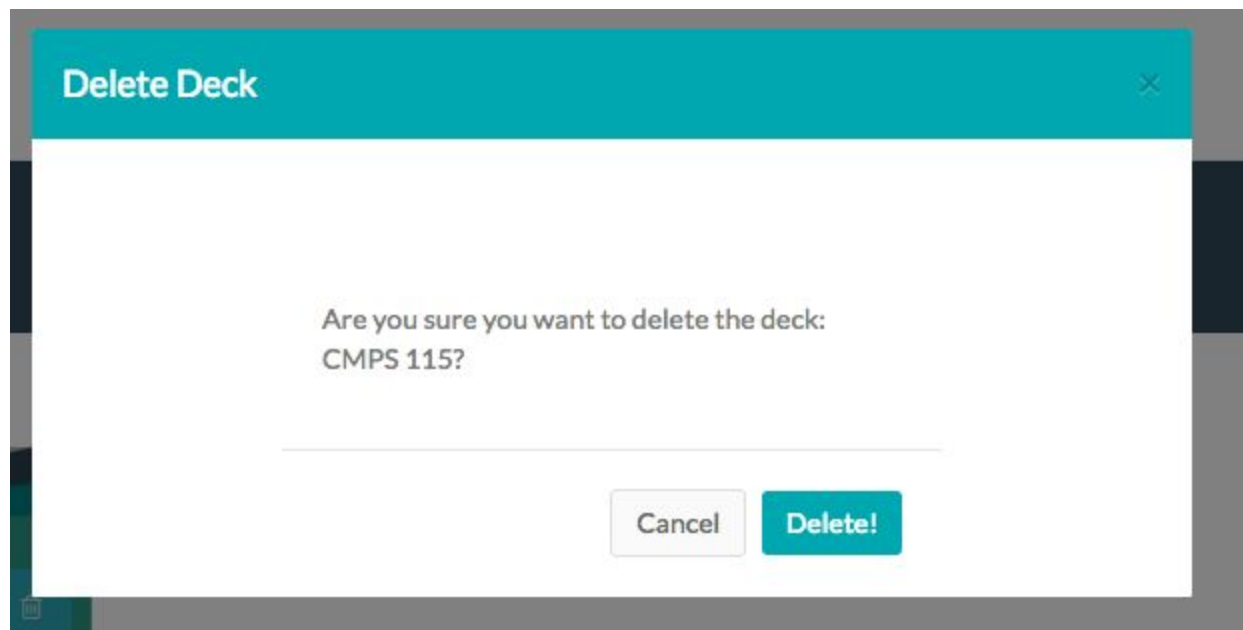 Delete Deck
Are you sure you want to delete the deck:
CMPS 115?
Cancel
Delete!